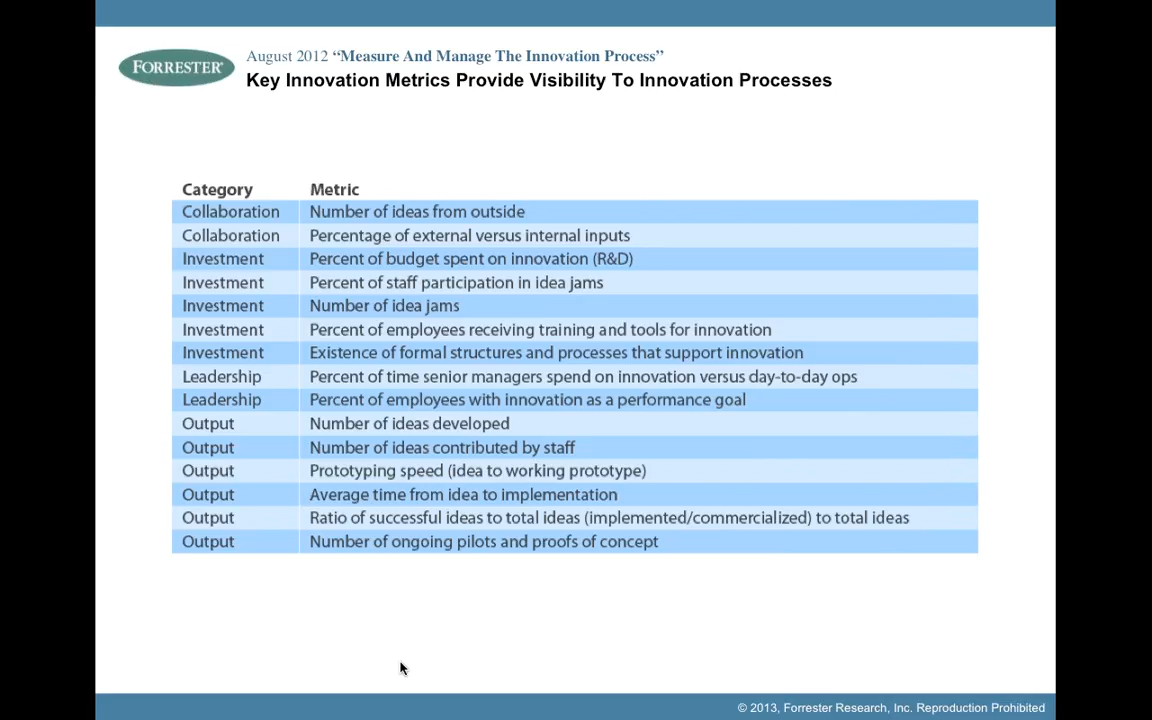 FORRESTER®
August 2012 “Measure And Manage The Innovation Process”
Key Innovation Metrics Provide Visibility To Innovation Processes
Category Metric
Collaboration Number of ideas from outside
Collaboration Percentage of external versus internal inputs
Investment Percent of budget spent on innovation (R&D)
Investment Percent of staff participation in idea jams
Investment Number of idea jams
Investment Percent of employees receiving training and tools for innovation
Investment Existence of formal structures and processes that support innovation
Leadership Percent of time senior managers spend on innovation versus day-to-day ops
Leadership Percent of employees with innovation as a performance goal
Output Number of ideas developed
Output Number of ideas contributed by staff
Output Prototyping speed (idea to working prototype)
Output Average time from idea to implementation
Output Ratio of successful ideas to total ideas (implemented/commercialized) to total ideas
Output Number of ongoing pilots and proofs of concept
© 2013, Forrester Research, Inc. Reproduction Prohibited